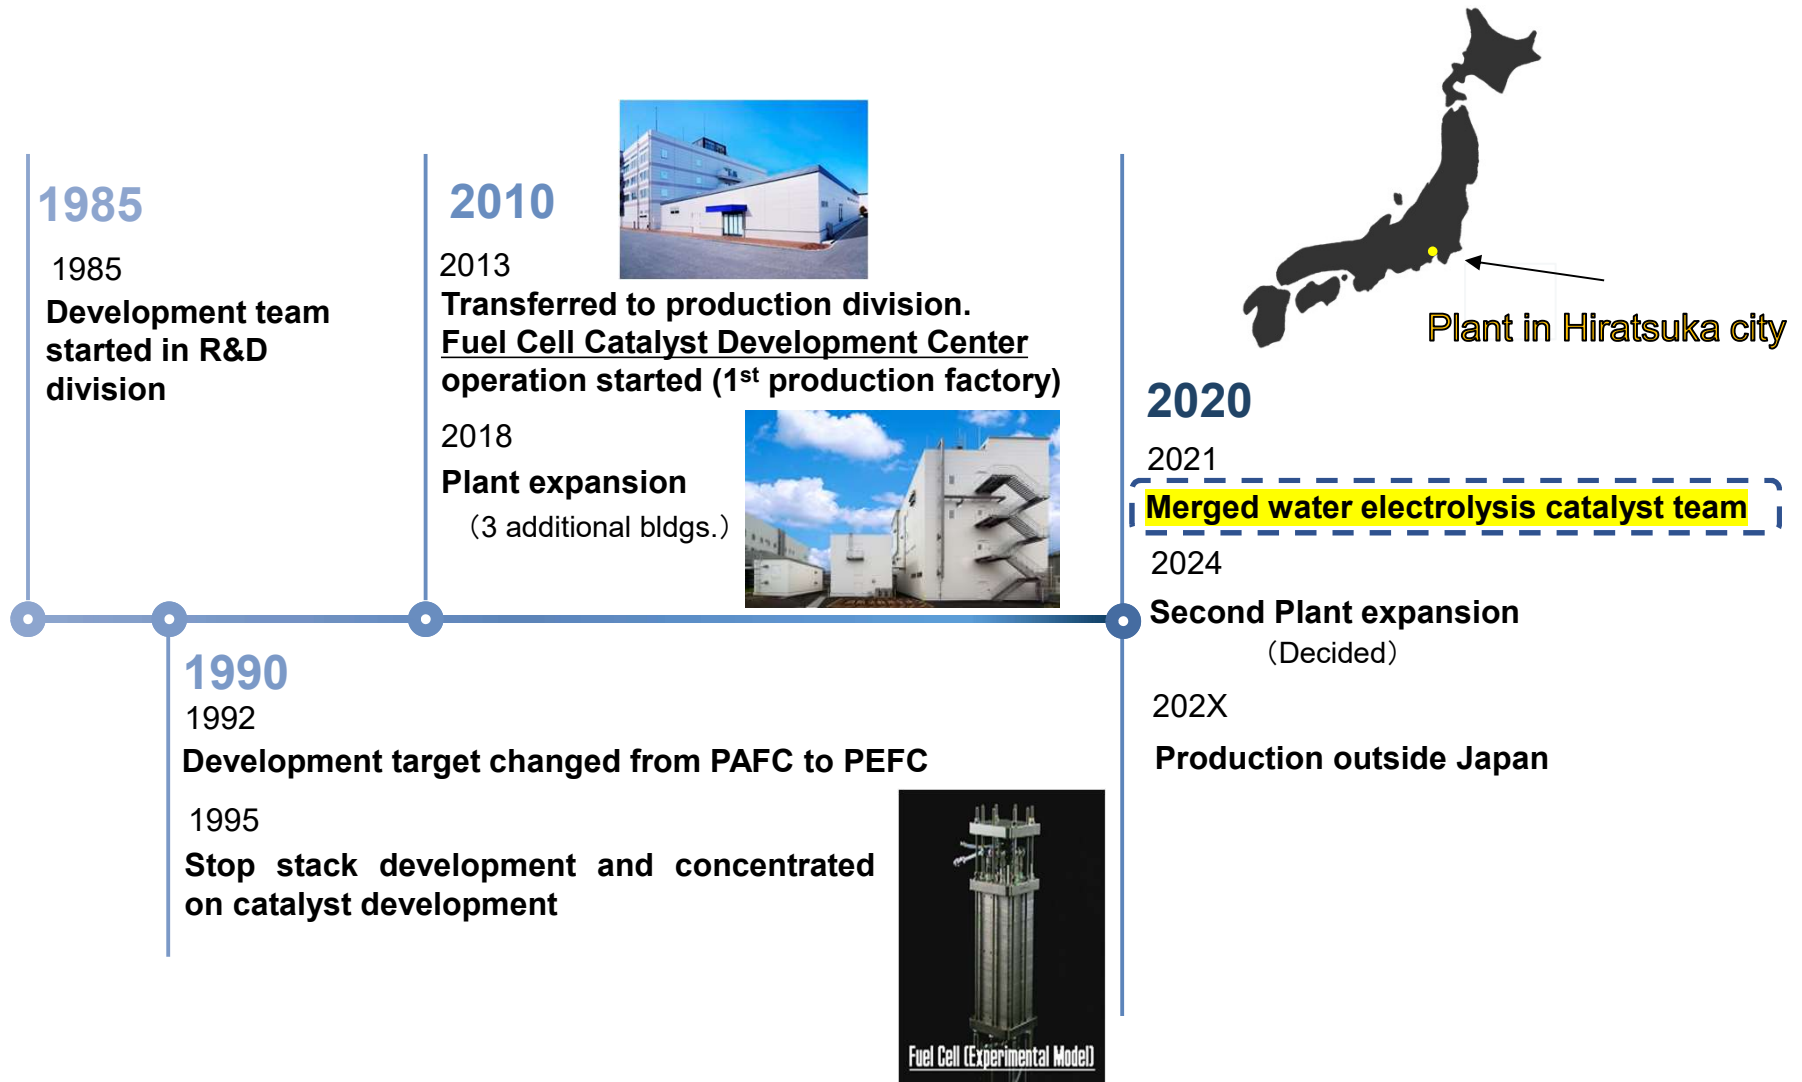 1985
1985
Development team
started in R&D
division
2010
2013
Transferred to production division.
Fuel Cell Catalyst Development Center
operation started (1st production factory)
2018
Plant expansion
（3 additional bldgs.）
1990
1992
Development target changed from PAFC to PEFC
1995
Stop stack development and concentrated
on catalyst development
Fuel Cell (Experimental Model)
Plant in Hiratsuka city
2020
2021
Merged water electrolysis catalyst team
2024
Second Plant expansion
（Decided）
202X
Production outside Japan